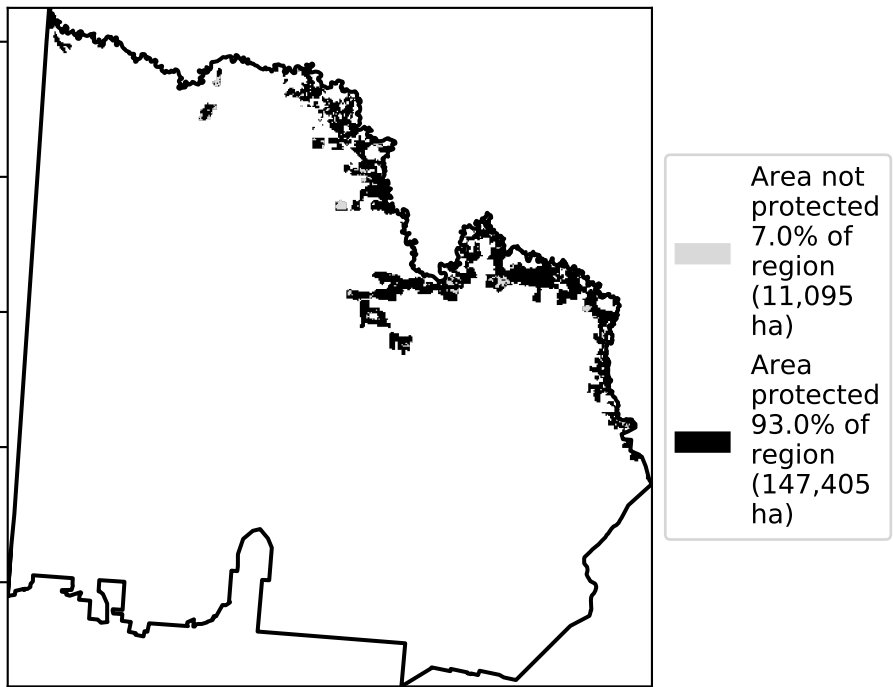 Area not
protected
7.0% of
region
(11,095
ha)
Area
protected
93.0% of
region
(147,405
ha)